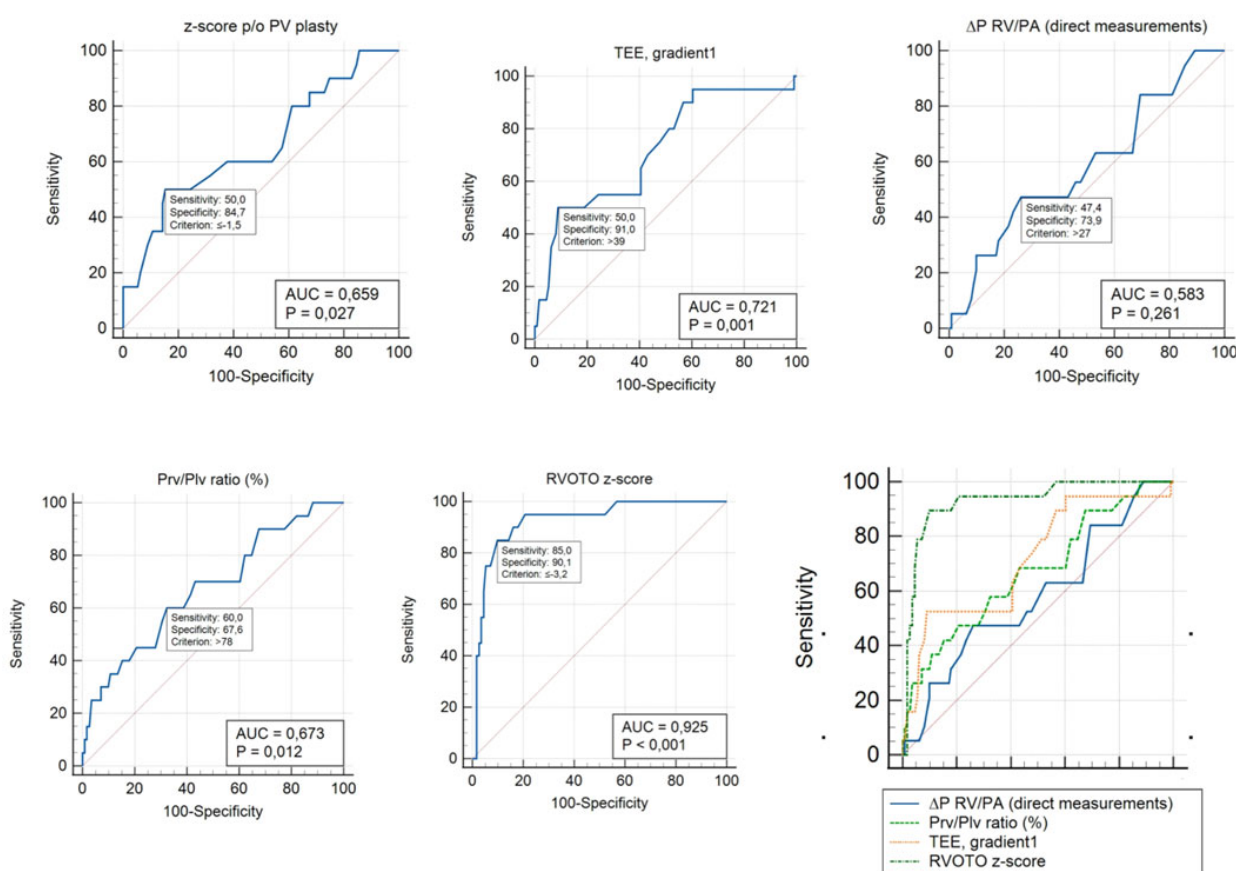 z-score p/o PV plasty
100
80
60
40
20
0
Sensitivity
Sensitivity: 50,0
Specificity: 84,7
Criterion: ≤-1,5
AUC = 0,659
P = 0,027
0 20 40 60 80 100
100-Specificity
TEE, gradient1
100
80
60
40
20
0
Sensitivity
Sensitivity: 50,0
Specificity: 91,0
Criterion: >39
AUC = 0,721
P = 0,001
0 20 40 60 80 100
100-Specificity
ΔP RV/PA (direct measurements)
100
80
60
40
20
0
Sensitivity
Sensitivity: 47,4
Specificity: 73,9
Criterion: >27
AUC = 0,583
P = 0,261
0 20 40 60 80 100
100-Specificity
Prv/Plv ratio (%)
100
80
60
40
20
0
Sensitivity
Sensitivity: 60,0
Specificity: 67,6
Criterion: >78
AUC = 0,673
P = 0,012
0 20 40 60 80 100
100-Specificity
RVOTO z-score
100
80
60
40
20
0
Sensitivity
Sensitivity: 85,0
Specificity: 90,1
Criterion: ≤-3,2
AUC = 0,925
P < 0,001
0 20 40 60 80 100
100-Specificity
100
80
60
40
20
0
Sensitivity
ΔP RV/PA (direct measurements)
Prv/Plv ratio (%)
TEE, gradient1
RVOTO z-score